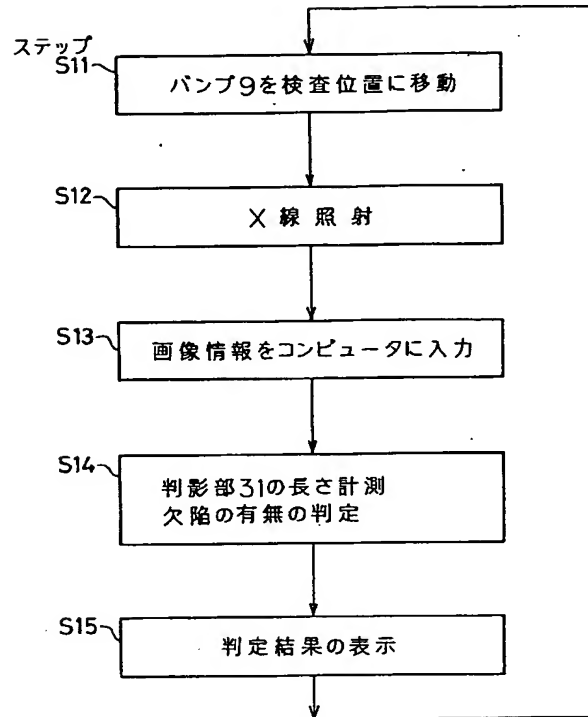 ステップ
S11
バンプ9を検査位置に移動
S12
X線照射
S13
画像情報をコンピュータに入力
S14
判影部31の長さ計測
欠陥の有無の判定
S15
判定結果の表示